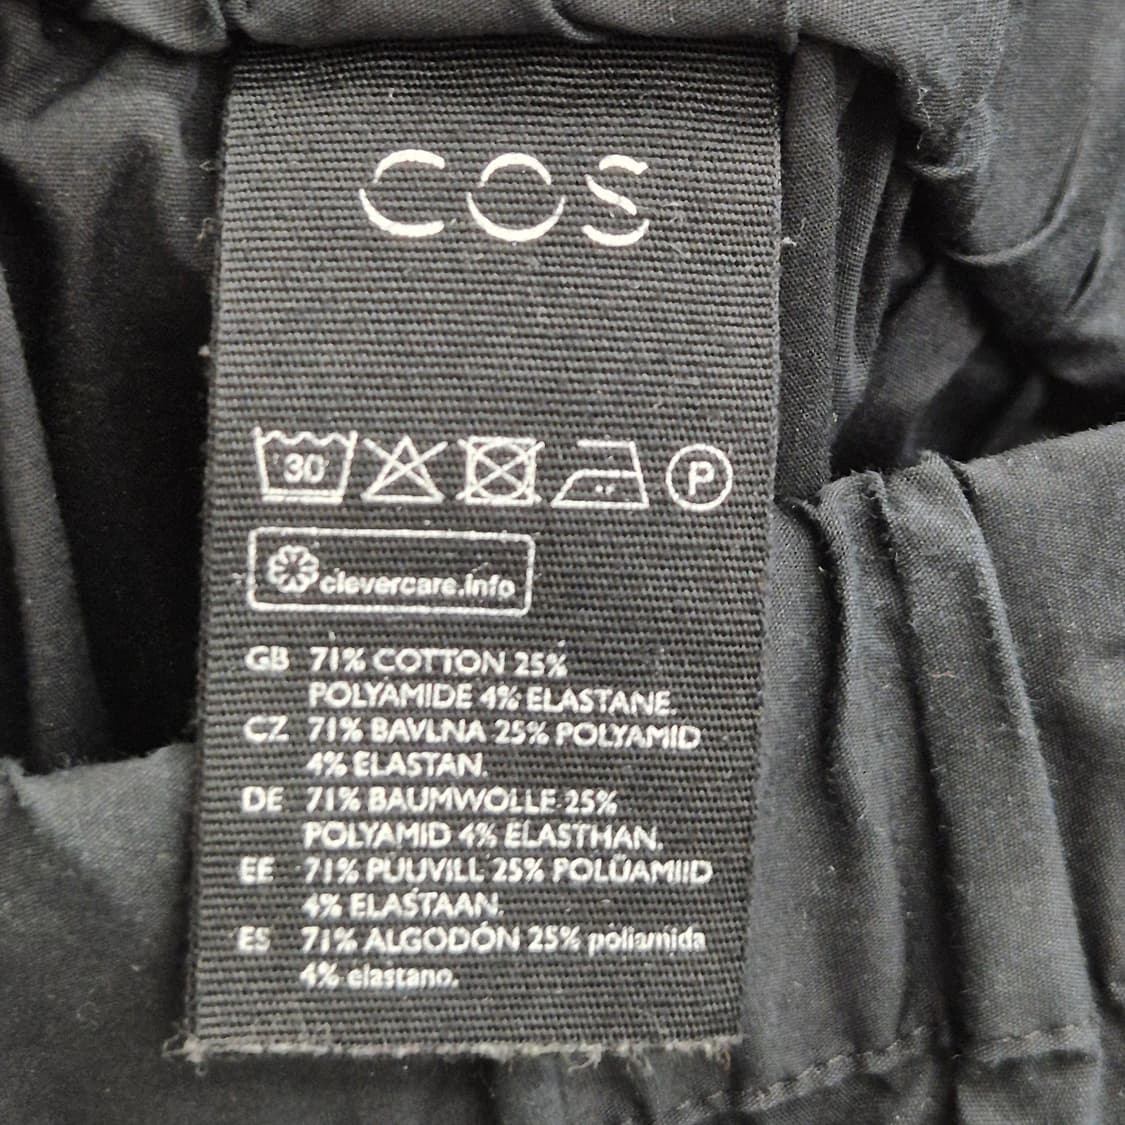 COS
30
P
clevercare.info
GB 71% COTTON 25%
POLYAMIDE 4% ELASTANE.
CZ 71% BAVLNA 25% POLYAMID
4% ELASTAN.
DE 71% BAUMWOLLE 25%
POLYAMID 4% ELASTHAN.
EE 71% PUUVILL 25% POLÜAMIID
4% ELASTAAN.
ES 71% ALGODÓN 25% poliamida
4% elastano.